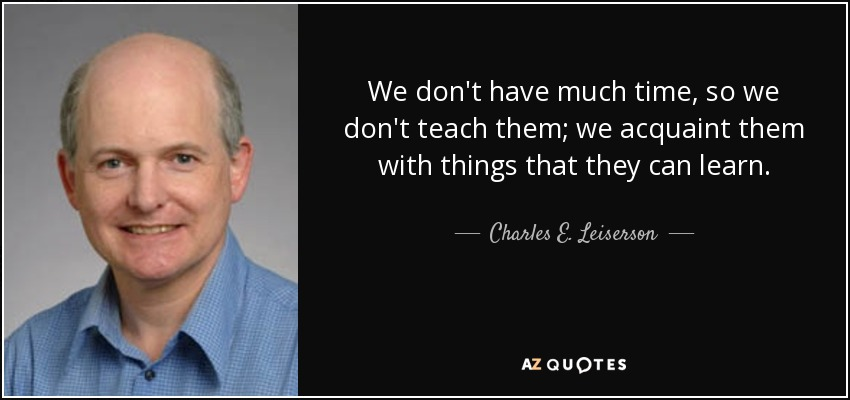 We don't have much time, so we
don't teach them; we acquaint them
with things that they can learn.
Charles E. Leiserson
AZ QUOTES